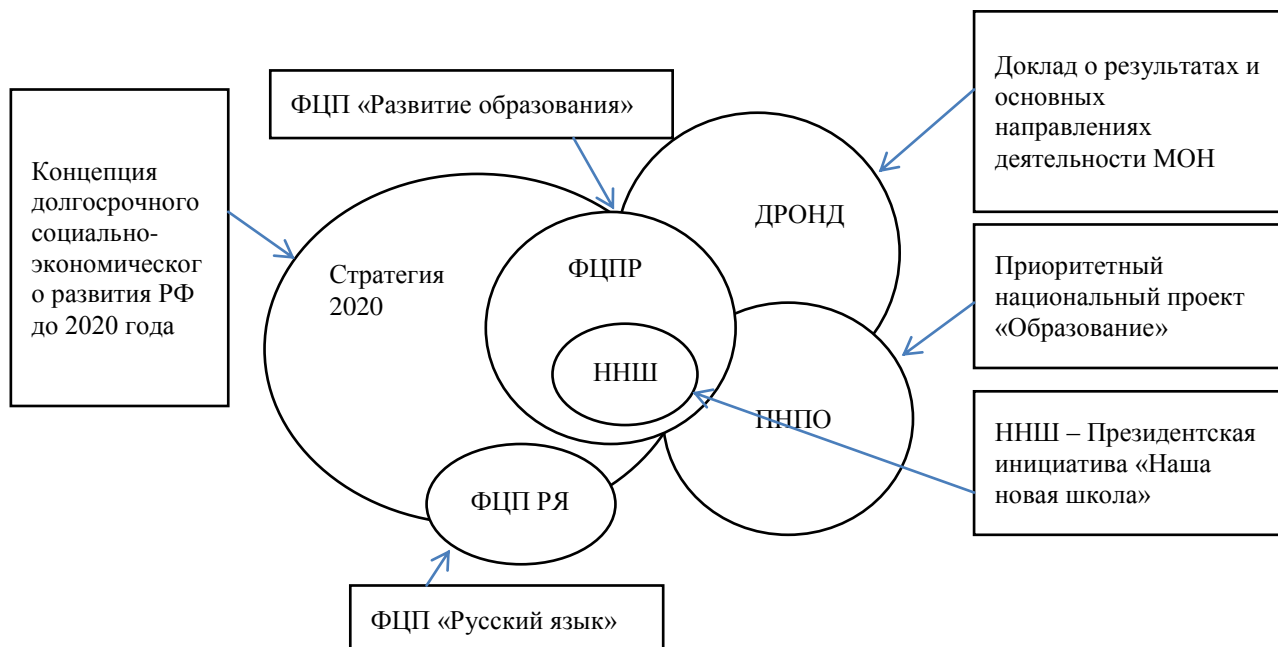 Концепция
долгосрочного
социально-
экономическог
о развития РФ
до 2020 года
ФЦП «Развитие образования»
Доклад о результатах и
основных
направлениях
деятельности МОН
ДРОНД
ФЦПР
Стратегия
2020
Приоритетный
национальный проект
«Образование»
ННШ
ПНПО
ННШ – Президентская
инициатива «Наша
новая школа»
ФЦП РЯ
ФЦП «Русский язык»